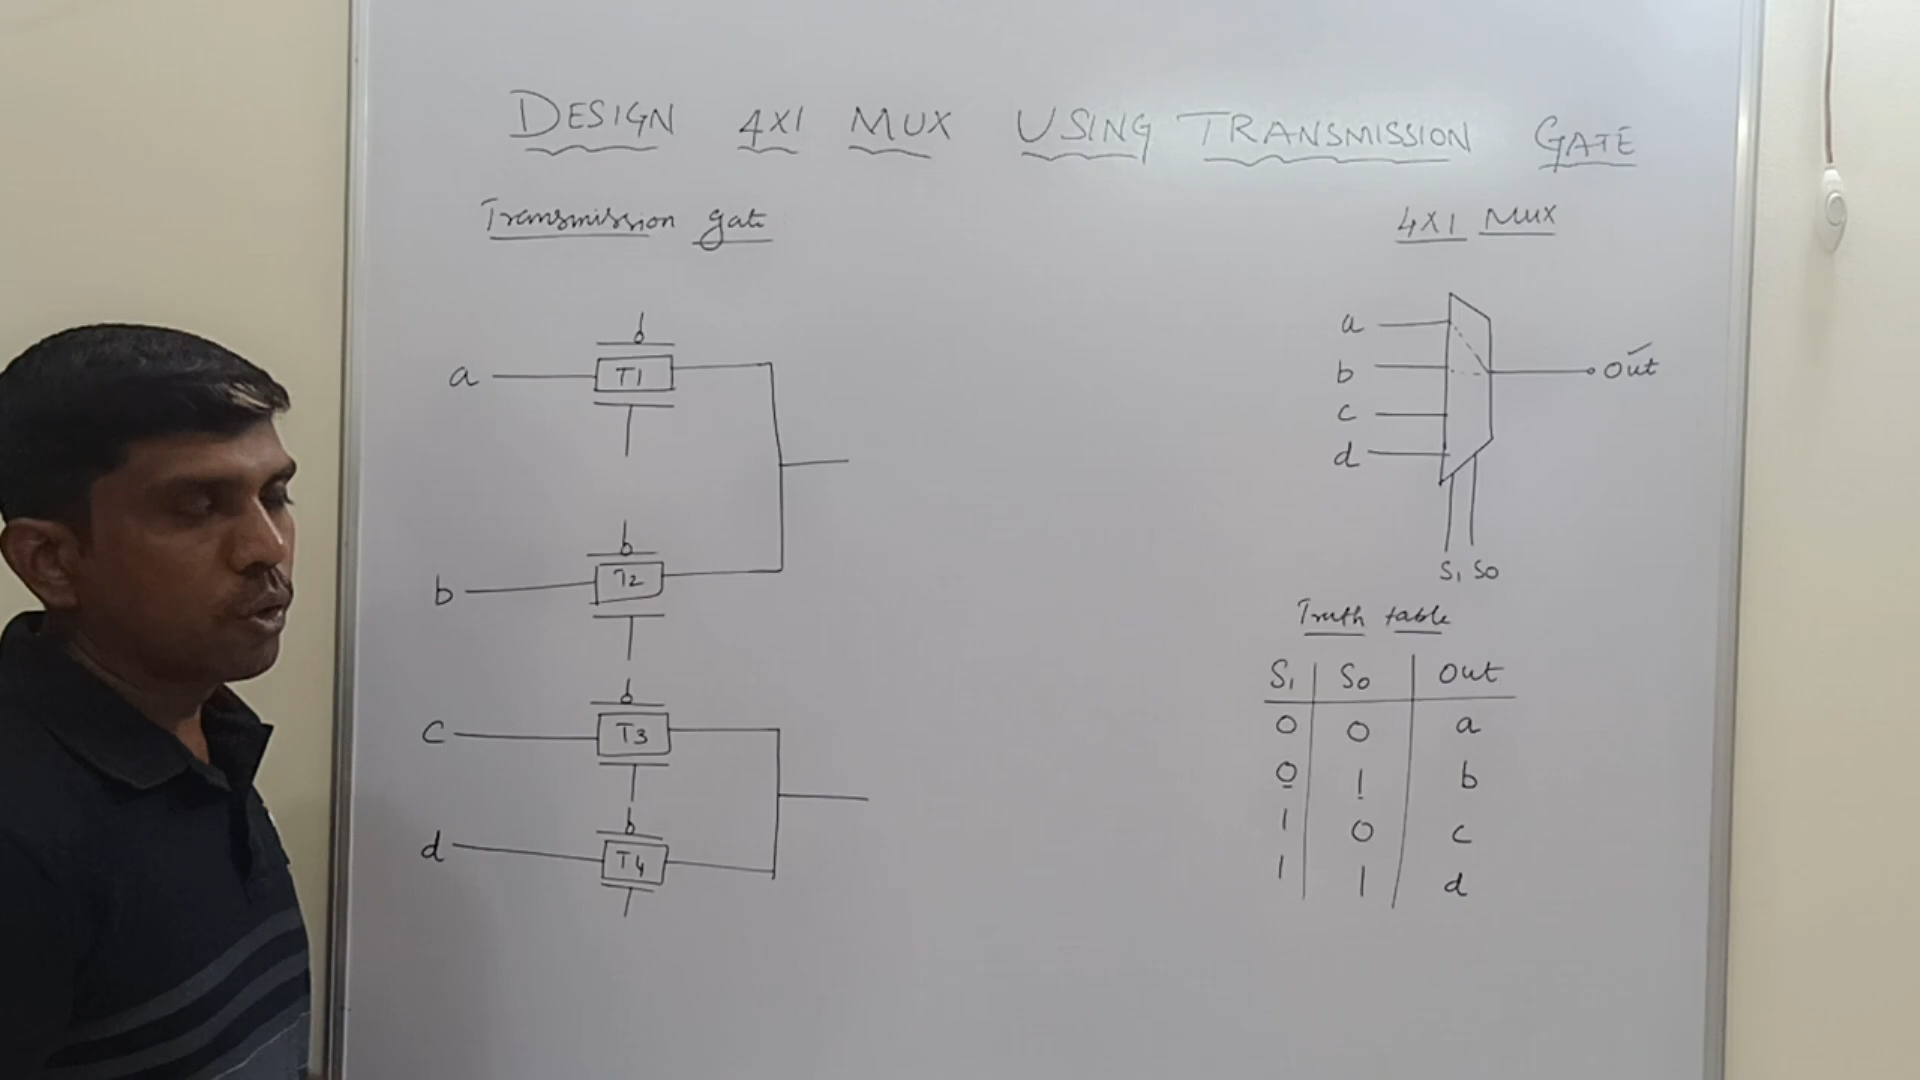 DESIGN 4X1 MUX USING TRANSMISSION GATE
Transmission gate
a
T1
b
T2
c
T3
d
T4
4X1 MUX
a
b
c
d
out
S1 S0
Truth table
S1 S0 Out
0 0 a
0 1 b
1 0 c
1 1 d